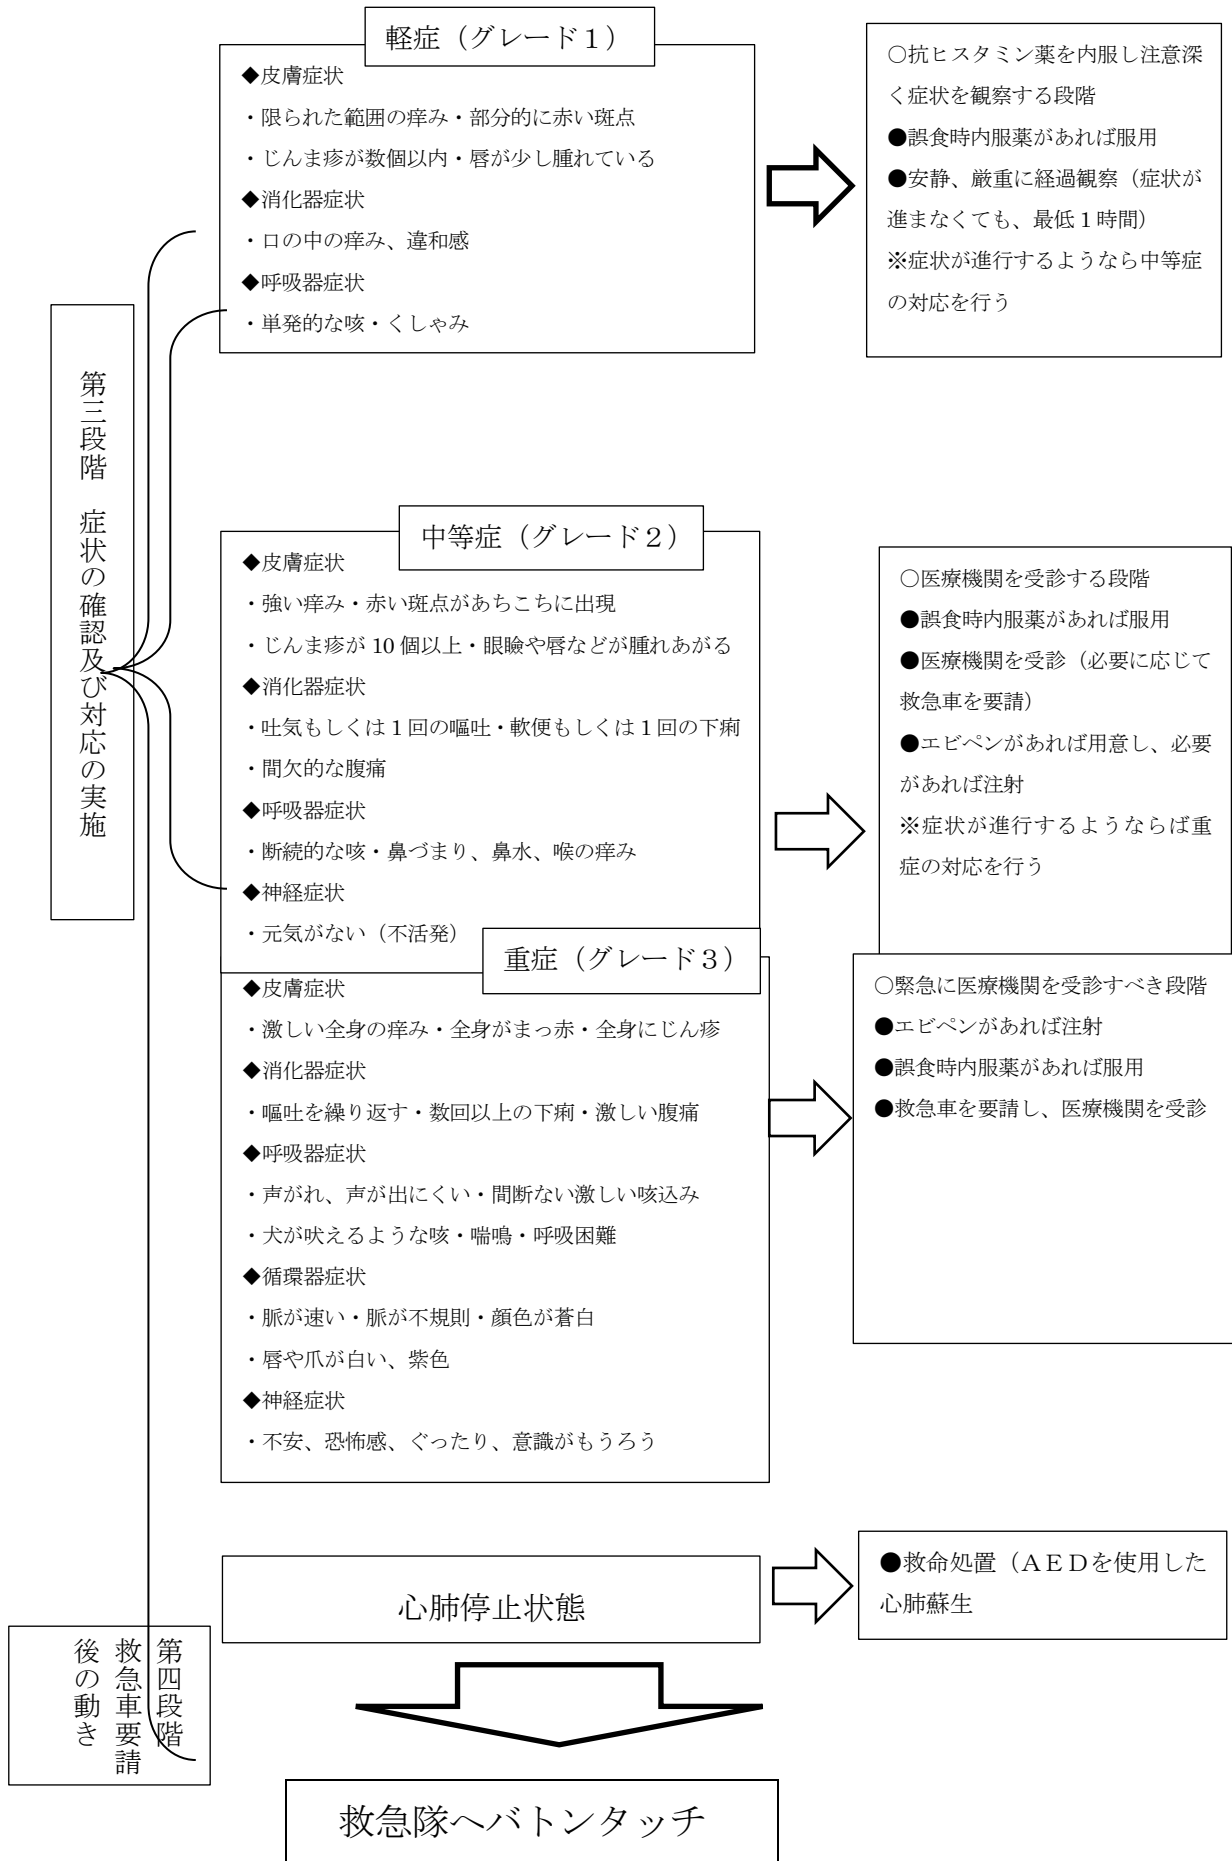 軽症（グレード１）
◆皮膚症状
・限られた範囲の痒み・部分的に赤い斑点
・じんま疹が数個以内・唇が少し腫れている
◆消化器症状
・口の中の痒み、違和感
◆呼吸器症状
・単発的な咳・くしゃみ
○抗ヒスタミン薬を内服し注意深
く症状を観察する段階
●誤食時内服薬があれば服用
●安静、厳重に経過観察（症状が
進まなくても、最低 1 時間）
※症状が進行するようなら中等症
の対応を行う
第三段階　症状の確認及び対応の実施
中等症（グレード２）
◆皮膚症状
・強い痒み・赤い斑点があちこちに出現
・じんま疹が 10 個以上・眼瞼や唇などが腫れあがる
◆消化器症状
・吐気もしくは 1 回の嘔吐・軟便もしくは 1 回の下痢
・間欠的な腹痛
◆呼吸器症状
・断続的な咳・鼻づまり、鼻水、喉の痒み
◆神経症状
・元気がない（不活発）
○医療機関を受診する段階
●誤食時内服薬があれば服用
●医療機関を受診（必要に応じて
救急車を要請）
●エピペンがあれば用意し、必要
があれば注射
※症状が進行するようならば重
症の対応を行う
重症（グレード３）
◆皮膚症状
・激しい全身の痒み・全身がまっ赤・全身にじん疹
◆消化器症状
・嘔吐を繰り返す・数回以上の下痢・激しい腹痛
◆呼吸器症状
・声がれ、声が出にくい・間断ない激しい咳込み
・犬が吠えるような咳・喘鳴・呼吸困難
◆循環器症状
・脈が速い・脈が不規則・顔色が蒼白
・唇や爪が白い、紫色
◆神経症状
・不安、恐怖感、ぐったり、意識がもうろう
○緊急に医療機関を受診すべき段階
●エピペンがあれば注射
●誤食時内服薬があれば服用
●救急車を要請し、医療機関を受診
心肺停止状態
●救命処置（ＡＥＤを使用した
心肺蘇生
第四段階
救急車要請
後の動き
救急隊へバトンタッチ